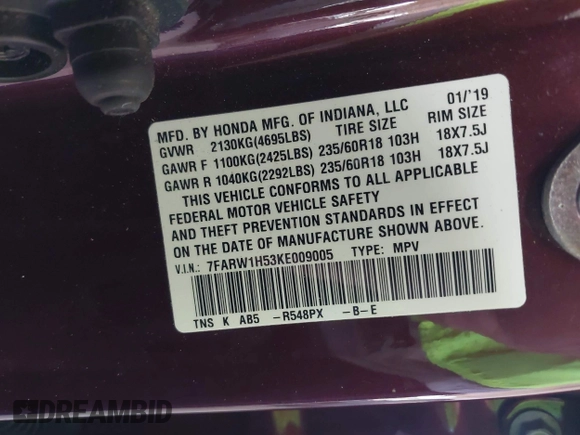 MFD. BY HONDA MFG. OF INDIANA, LLC 01/'19
GVWR 2130KG(4695LBS) TIRE SIZE RIM SIZE
GAWR F 1100KG(2425LBS) 235/60R18 103H 18X7.5J
GAWR R 1040KG(2292LBS) 235/60R18 103H 18X7.5J
THIS VEHICLE CONFORMS TO ALL APPLICABLE
FEDERAL MOTOR VEHICLE SAFETY
AND THEFT PREVENTION STANDARDS IN EFFECT
ON THE DATE OF MANUFACTURE SHOWN ABOVE.
V.I.N.: 7FARW1H53KE009005 TYPE: MPV
TNS K AB5 -R548PX -B-E
DREAMBID